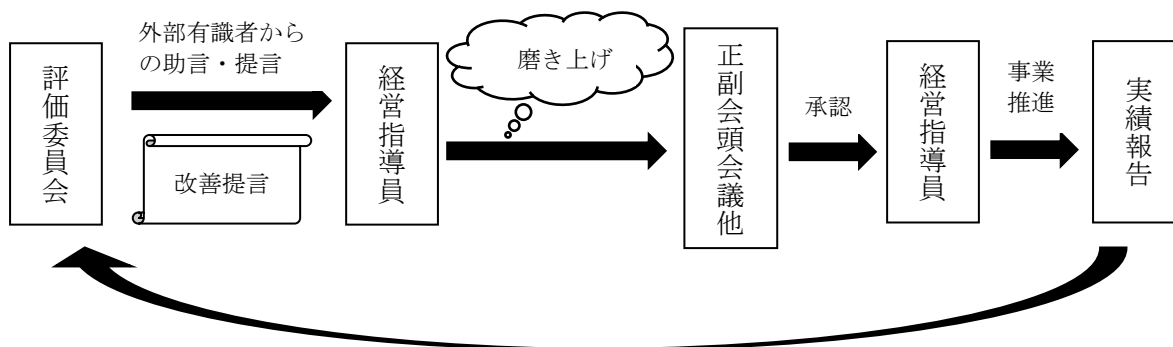 評価委員会
外部有識者から
の助言・提言
改善提言
経営指導員
磨き上げ
正副会頭会議他
承認
経営指導員
事業
推進
実績報告